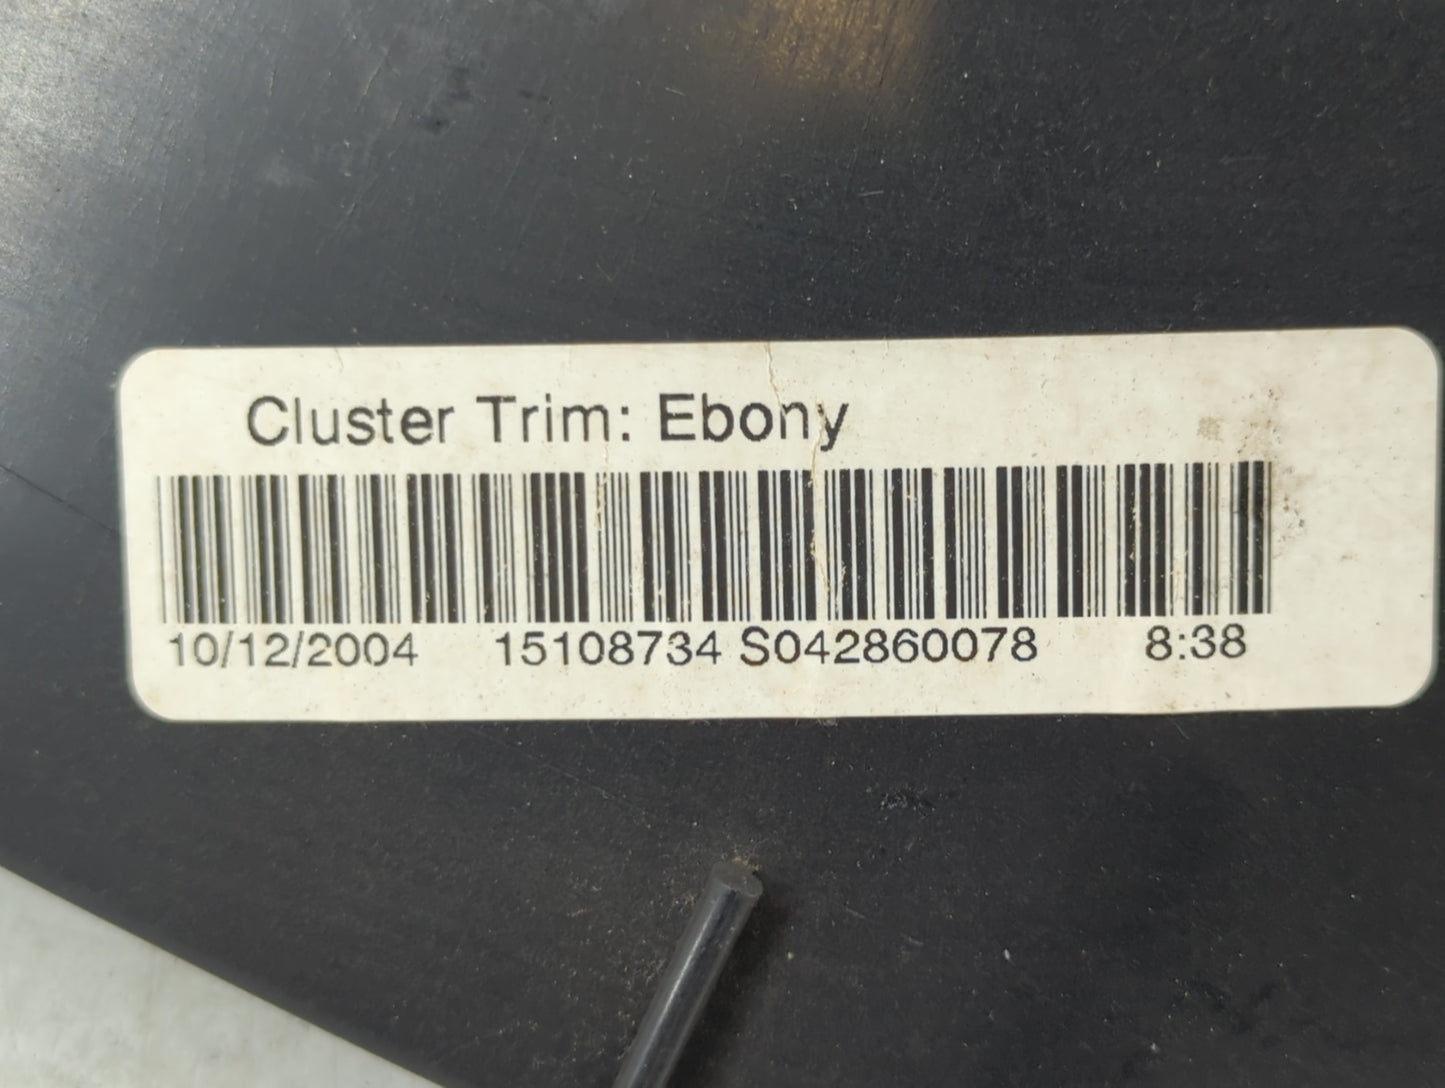 Cluster Trim: Ebony
10/12/2004 15108734 S042860078 8:38